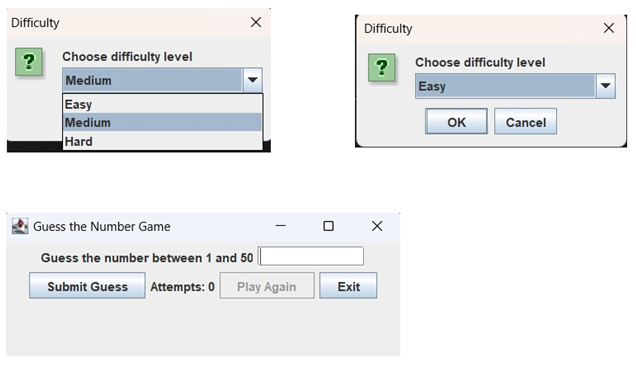 Difficulty
Choose difficulty level
Medium
Easy
Medium
Hard
Difficulty
Choose difficulty level
Easy
OK Cancel
Guess the Number Game
Guess the number between 1 and 50
Submit Guess Attempts: 0 Play Again Exit